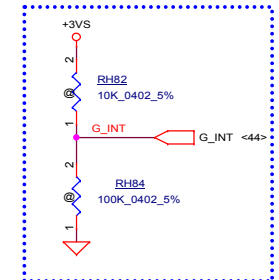 +3VS
2
RH82
@
10K_0402_5%
1
G_INT
G_INT <44>
2
RH84
@
100K_0402_5%
1